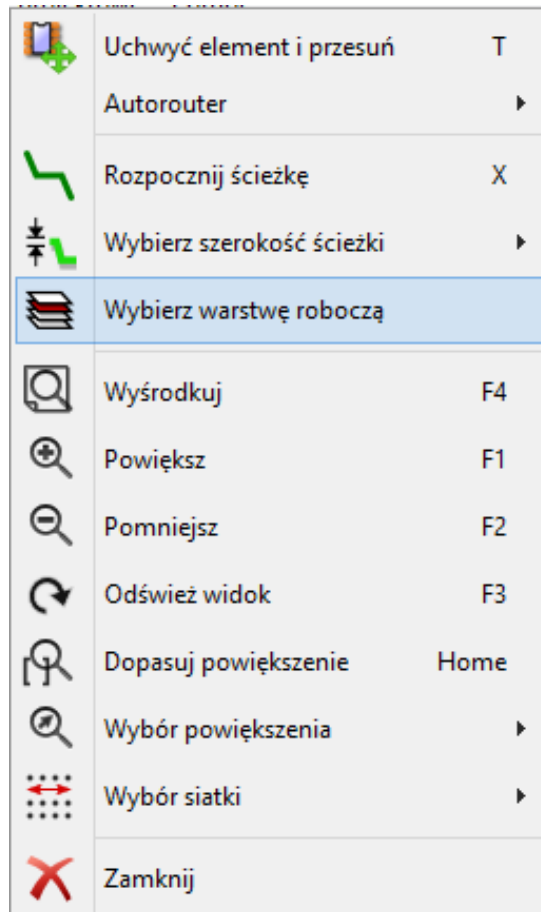 Uchwyć element i przesuń T
Autorouter
Rozpocznij ścieżkę X
Wybierz szerokość ścieżki
Wybierz warstwę roboczą
Wyśrodkuj F4
Powiększ F1
Pomniejsz F2
Odśwież widok F3
Dopasuj powiększenie Home
Wybór powiększenia
Wybór siatki
Zamknij